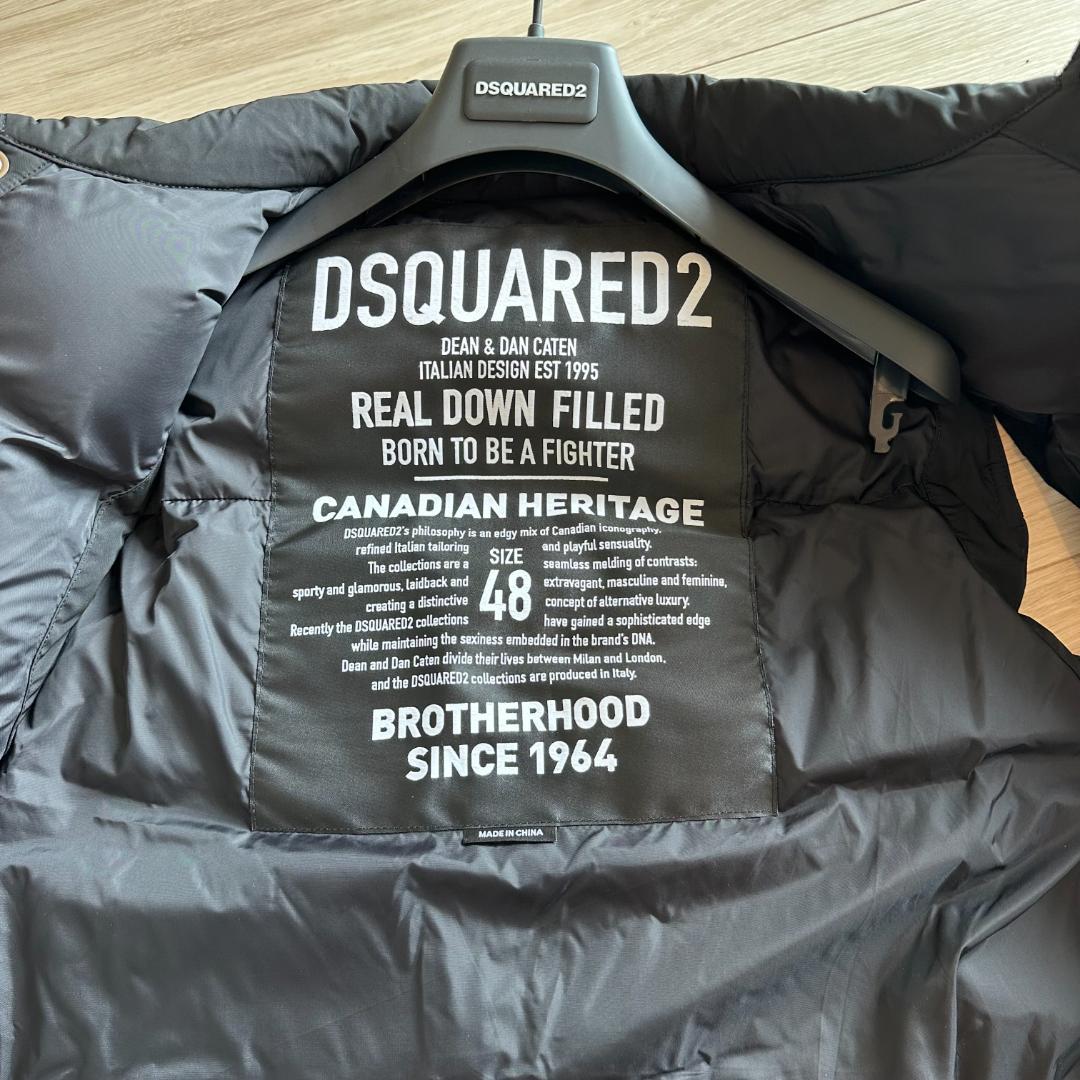 DSQUARED2
DSQUARED2
DEAN & DAN CATEN
ITALIAN DESIGN EST 1995
REAL DOWN FILLED
BORN TO BE A FIGHTER
CANADIAN HERITAGE
DSQUARED2's philosophy is an edgy mix of Canadian iconography,
refined Italian tailoring and playful sensuality.
The collections are a seamless melding of contrasts:
sporty and glamorous, laidback and extravagant, masculine and feminine,
creating a distinctive concept of alternative luxury.
SIZE
48
Recently the DSQUARED2 collections have gained a sophisticated edge
while maintaining the sexiness embedded in the brand's DNA.
Dean and Dan Caten divide their lives between Milan and London,
and the DSQUARED2 collections are produced in Italy.
BROTHERHOOD
SINCE 1964
MADE IN CHINA